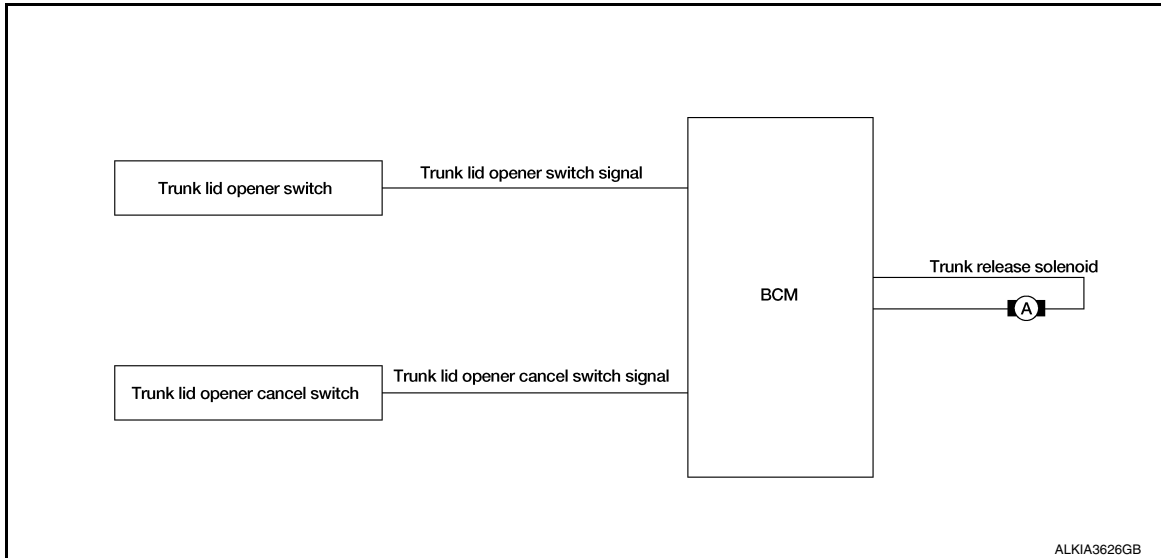 Trunk lid opener switch
Trunk lid opener switch signal
BCM
Trunk release solenoid
A
Trunk lid opener cancel switch
Trunk lid opener cancel switch signal
ALKIA3626GB